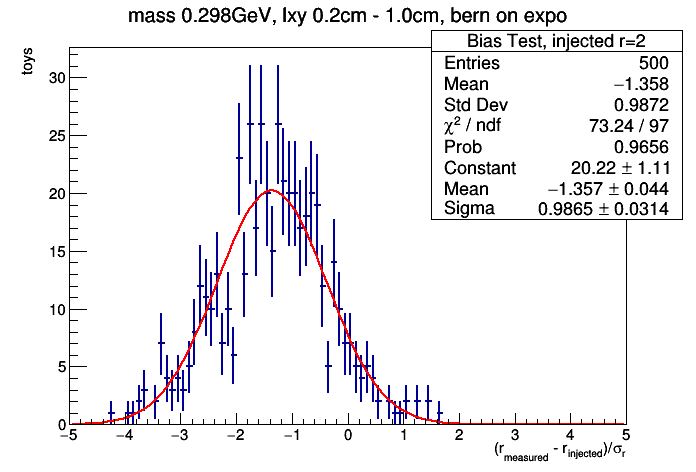 mass 0.298GeV, lxy 0.2cm - 1.0cm, bern on expo
toys
Bias Test, injected r=2
Entries 500
Mean −1.358
Std Dev 0.9872
χ² / ndf 73.24 / 97
Prob 0.9656
Constant 20.22 ± 1.11
Mean −1.357 ± 0.044
Sigma 0.9865 ± 0.0314
30
25
20
15
10
5
0
−5 −4 −3 −2 −1 0 1 2 3 4 5
(r_measured - r_injected)/σ_r